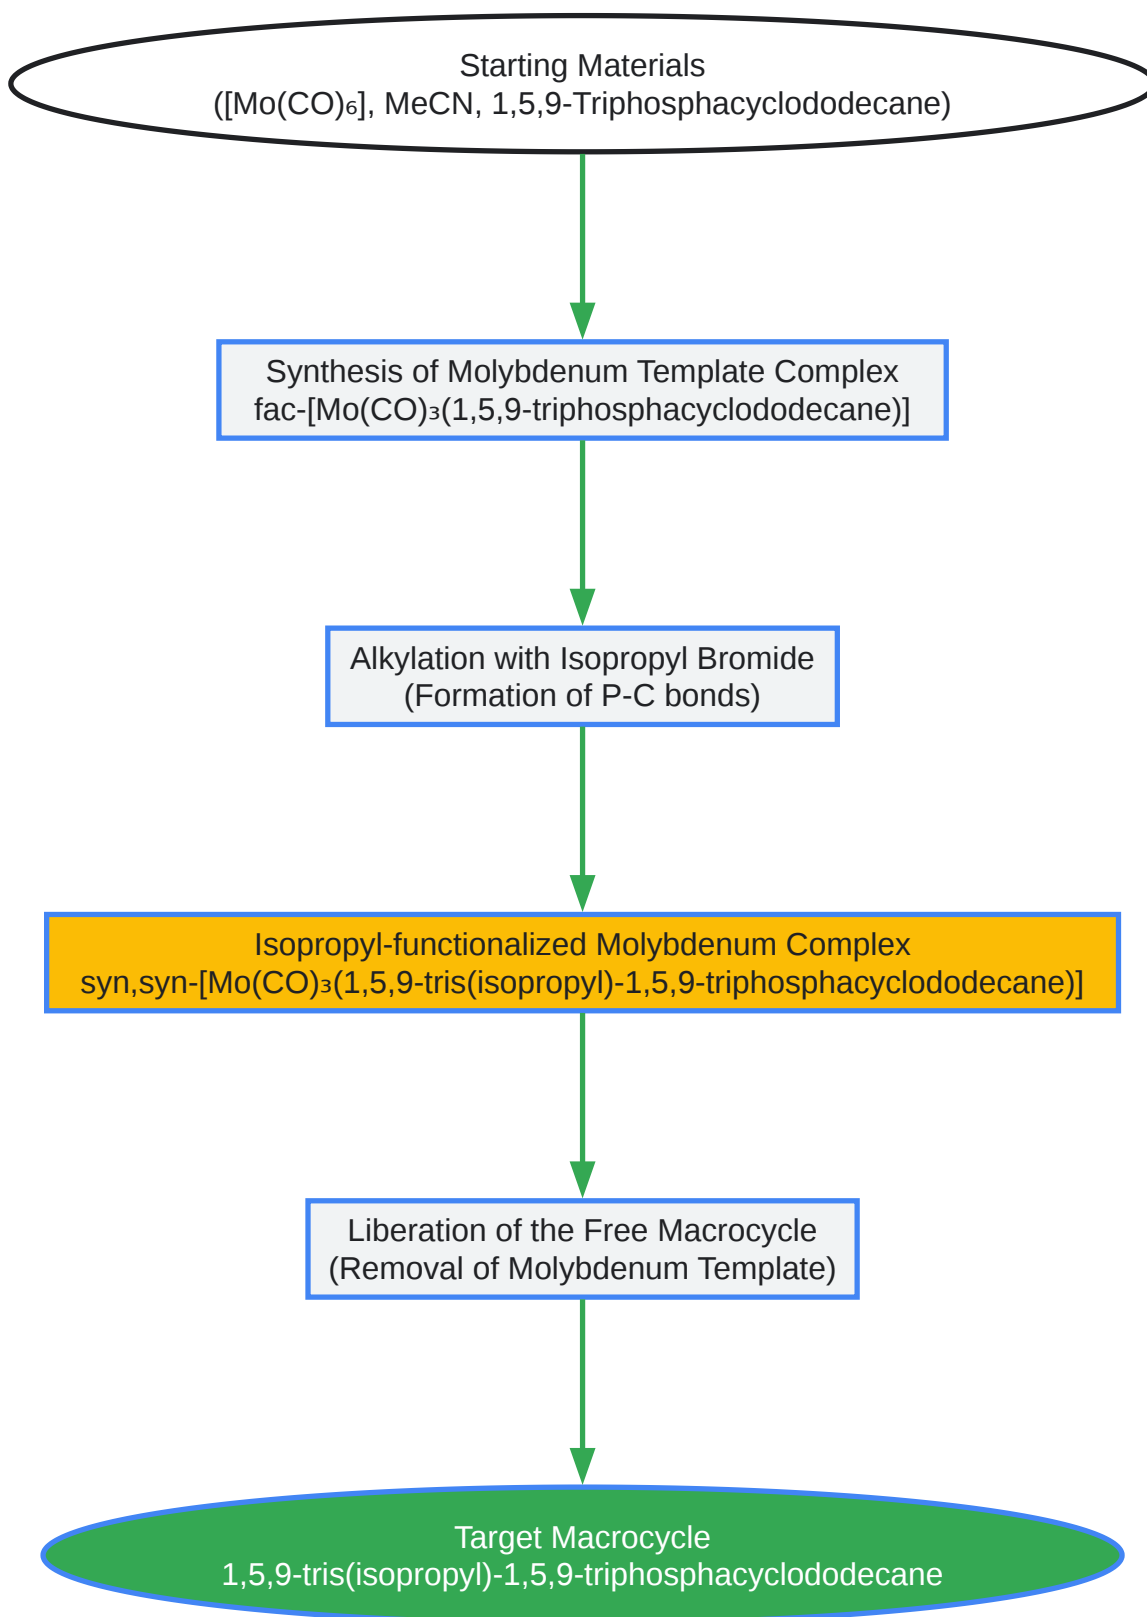 Starting Materials
([Mo(CO)₆], MeCN, 1,5,9-Triphosphacyclododecane)
Synthesis of Molybdenum Template Complex
fac-[Mo(CO)₃(1,5,9-triphosphacyclododecane)]
Alkylation with Isopropyl Bromide
(Formation of P-C bonds)
Isopropyl-functionalized Molybdenum Complex
syn,syn-[Mo(CO)₃(1,5,9-tris(isopropyl)-1,5,9-triphosphacyclododecane)]
Liberation of the Free Macrocycle
(Removal of Molybdenum Template)
Target Macrocycle
1,5,9-tris(isopropyl)-1,5,9-triphosphacyclododecane